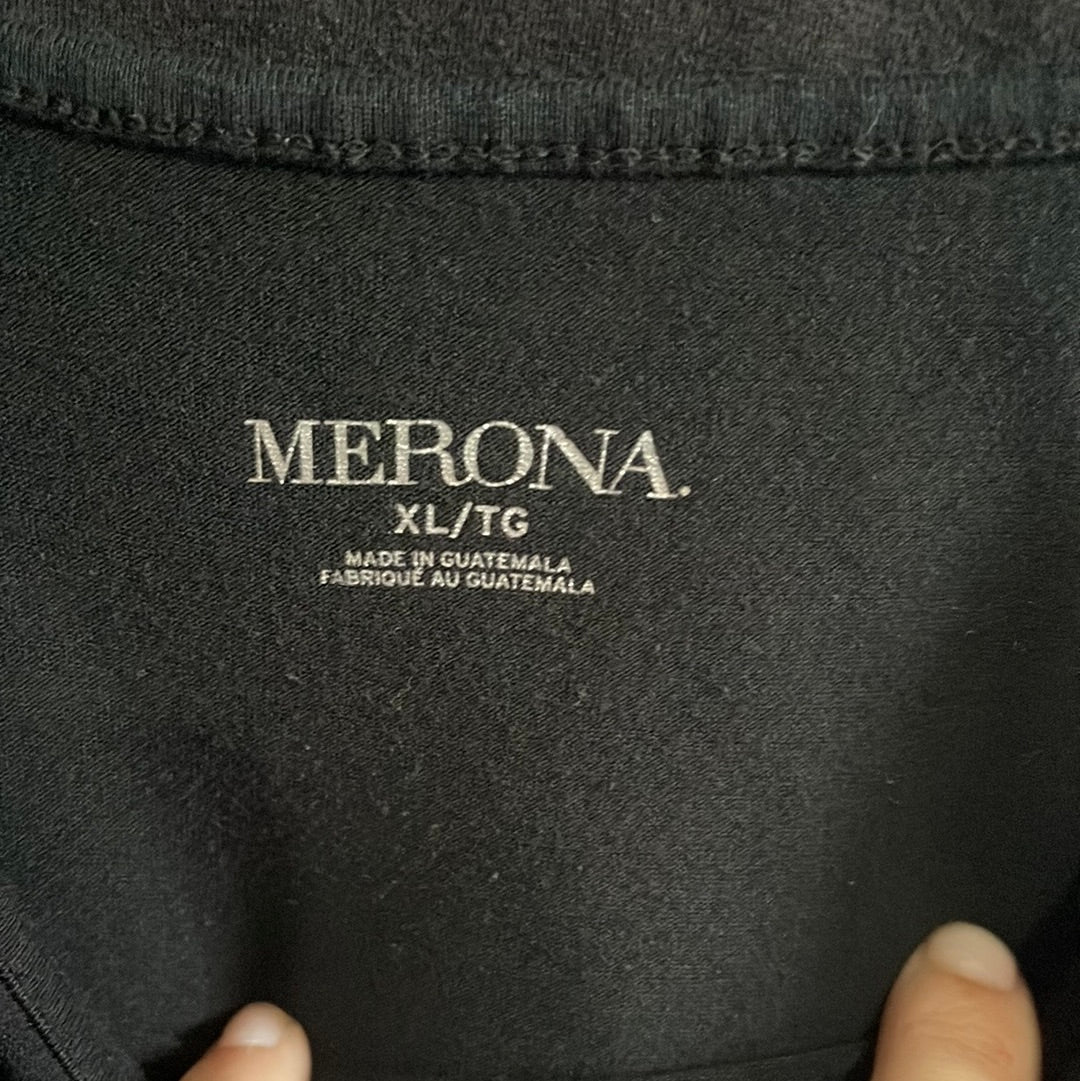 MERONA.
XL/TG
MADE IN GUATEMALA
FABRIQUÉ AU GUATEMALA